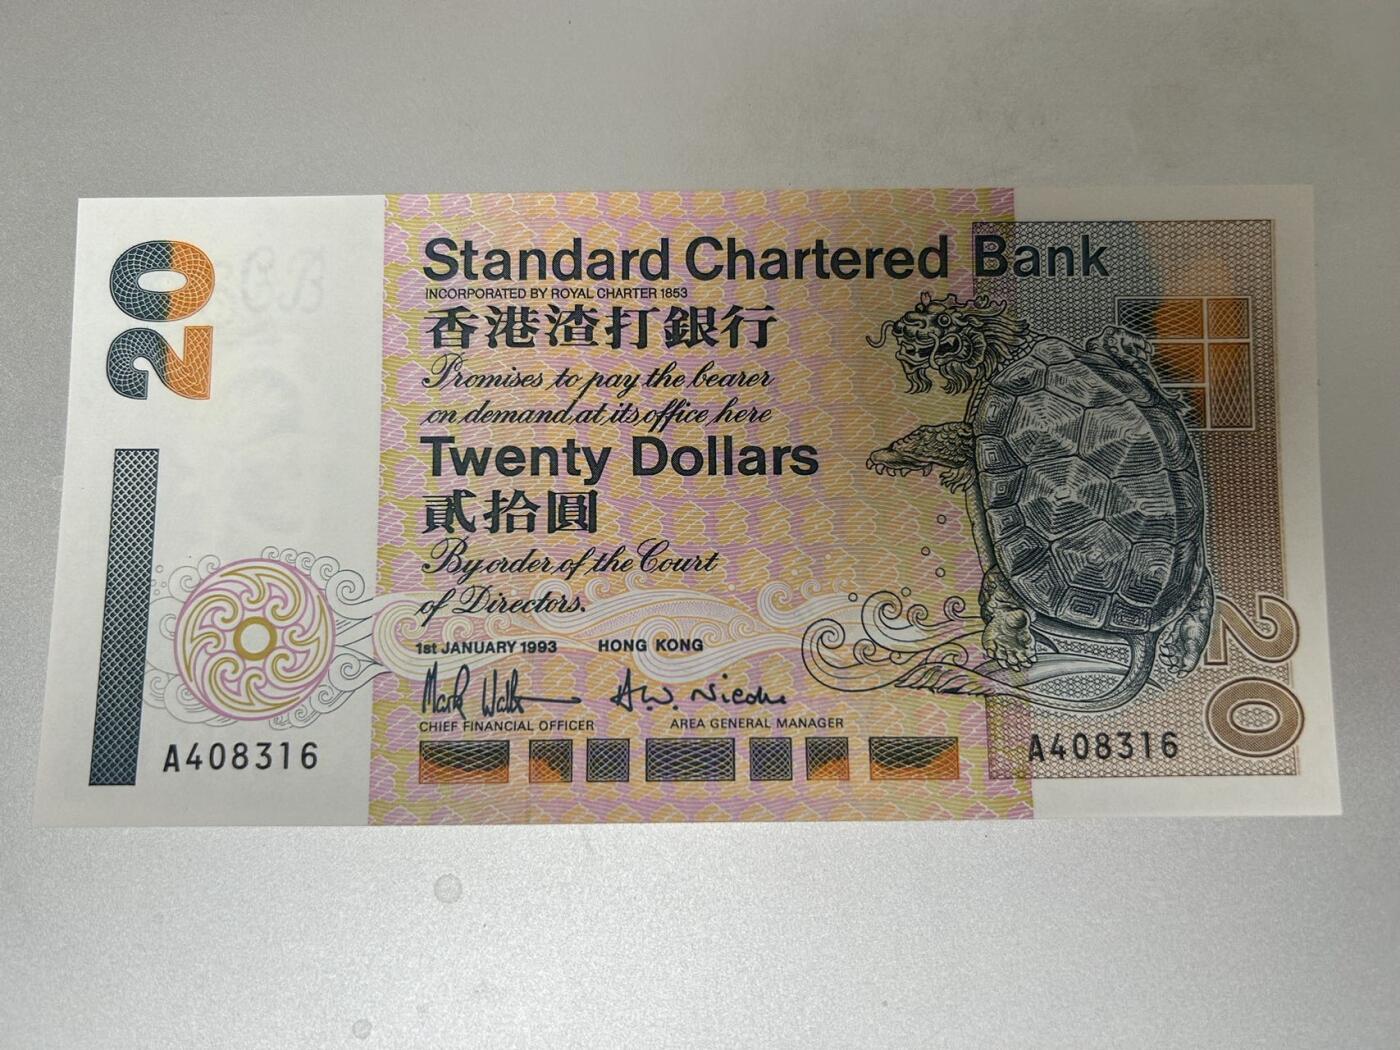 20
Standard Chartered Bank
INCORPORATED BY ROYAL CHARTER 1853
香港渣打銀行
Promises to pay the bearer
on demand at its office here
Twenty Dollars
貳拾圓
By order of the Court
of Directors.
1st JANUARY 1993 HONG KONG
CHIEF FINANCIAL OFFICER AREA GENERAL MANAGER
A408316 A408316
20